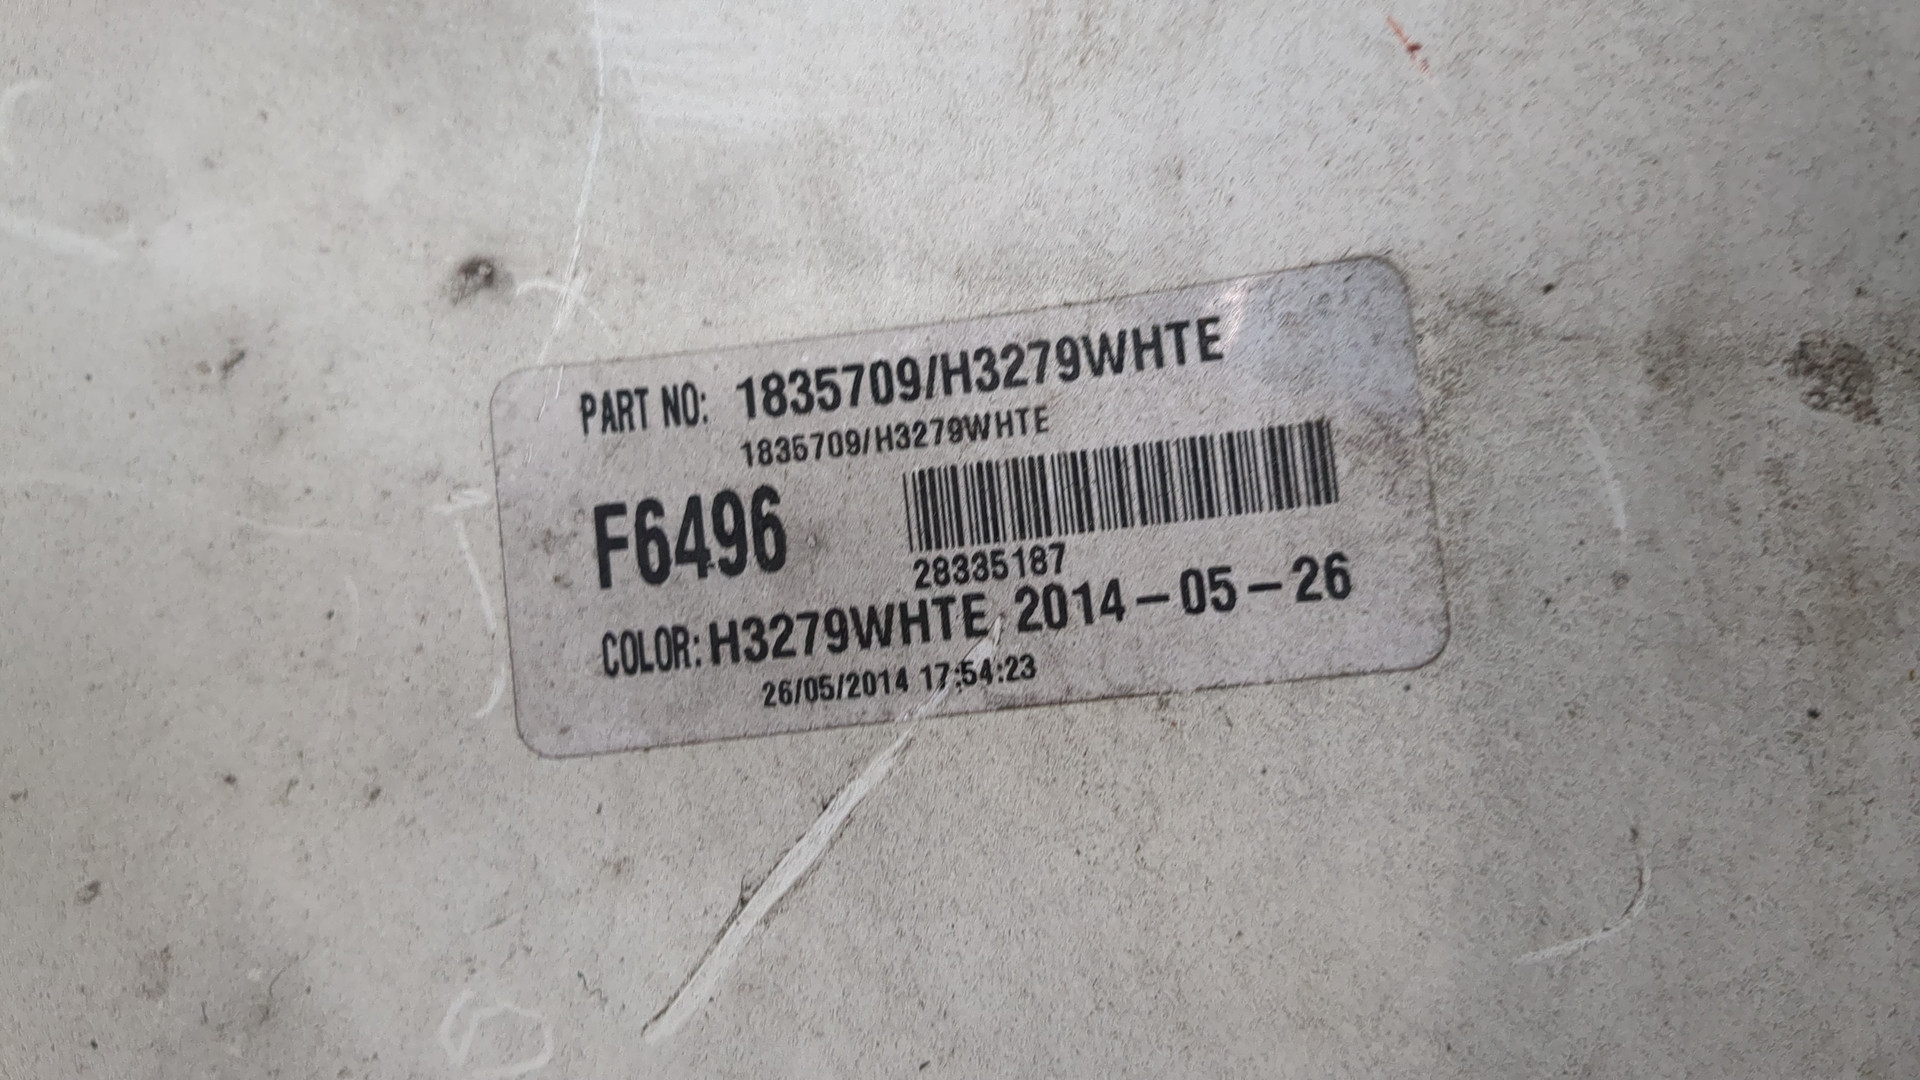 PART NO: 1835709/H3279WHTE
1835709/H3279WHTE
F6496
28335187
COLOR: H3279WHTE 2014-05-26
26/05/2014 17:54:23